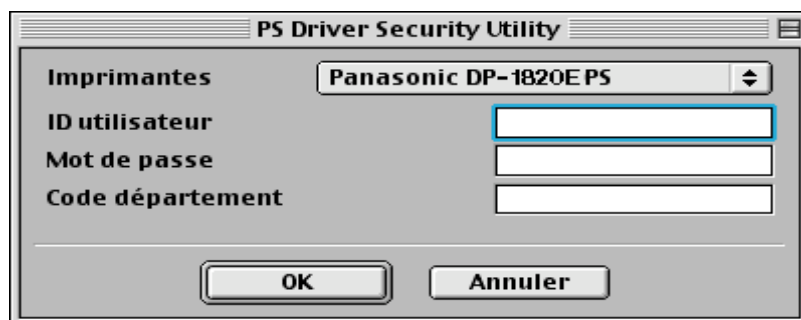 PS Driver Security Utility
Imprimantes Panasonic DP-1820E PS
ID utilisateur
Mot de passe
Code département
OK Annuler